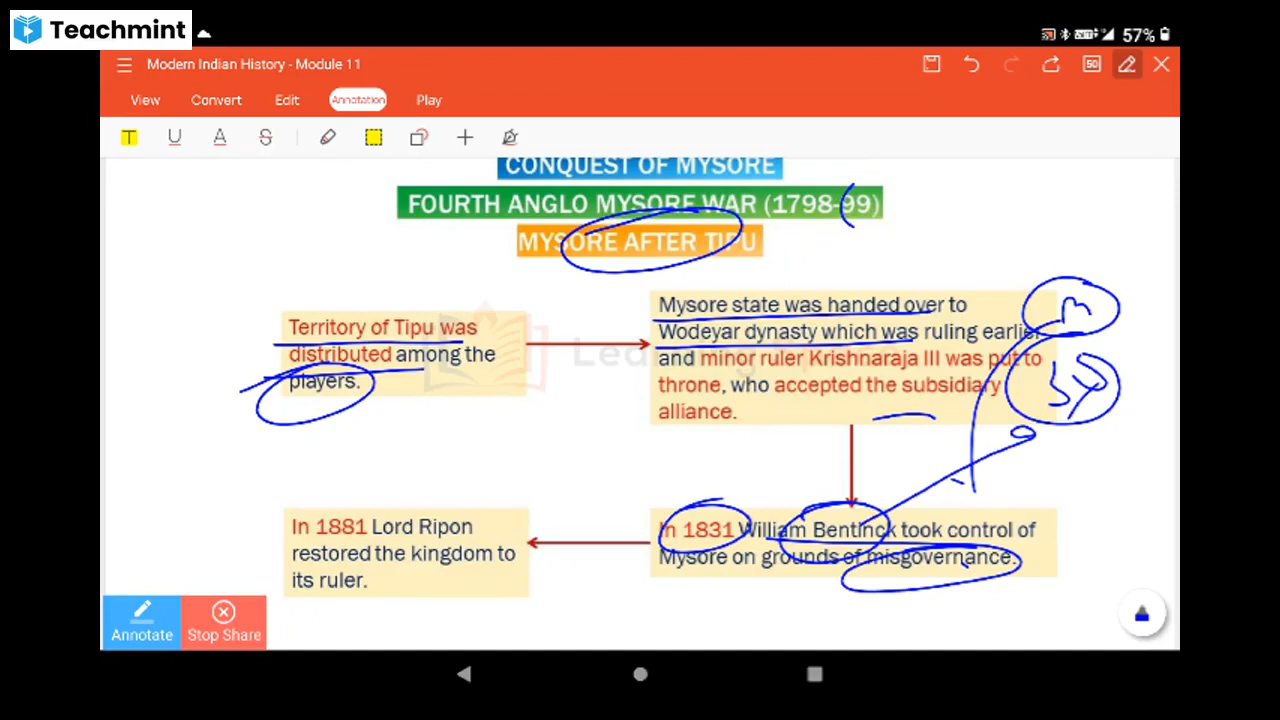 Teachmint
57%
Modern Indian History - Module 11
50
View Convert Edit Annotation Play
T U A S
CONQUEST OF MYSORE
FOURTH ANGLO MYSORE WAR (1798-99)
MYSORE AFTER TIPU
Territory of Tipu was
distributed among the
players.
Mysore state was handed over to
Wodeyar dynasty which was ruling earlier
and minor ruler Krishnaraja III was put to
throne, who accepted the subsidiary
alliance.
In 1831 William Bentinck took control of
Mysore on grounds of misgovernance.
In 1881 Lord Ripon
restored the kingdom to
its ruler.
Annotate Stop Share